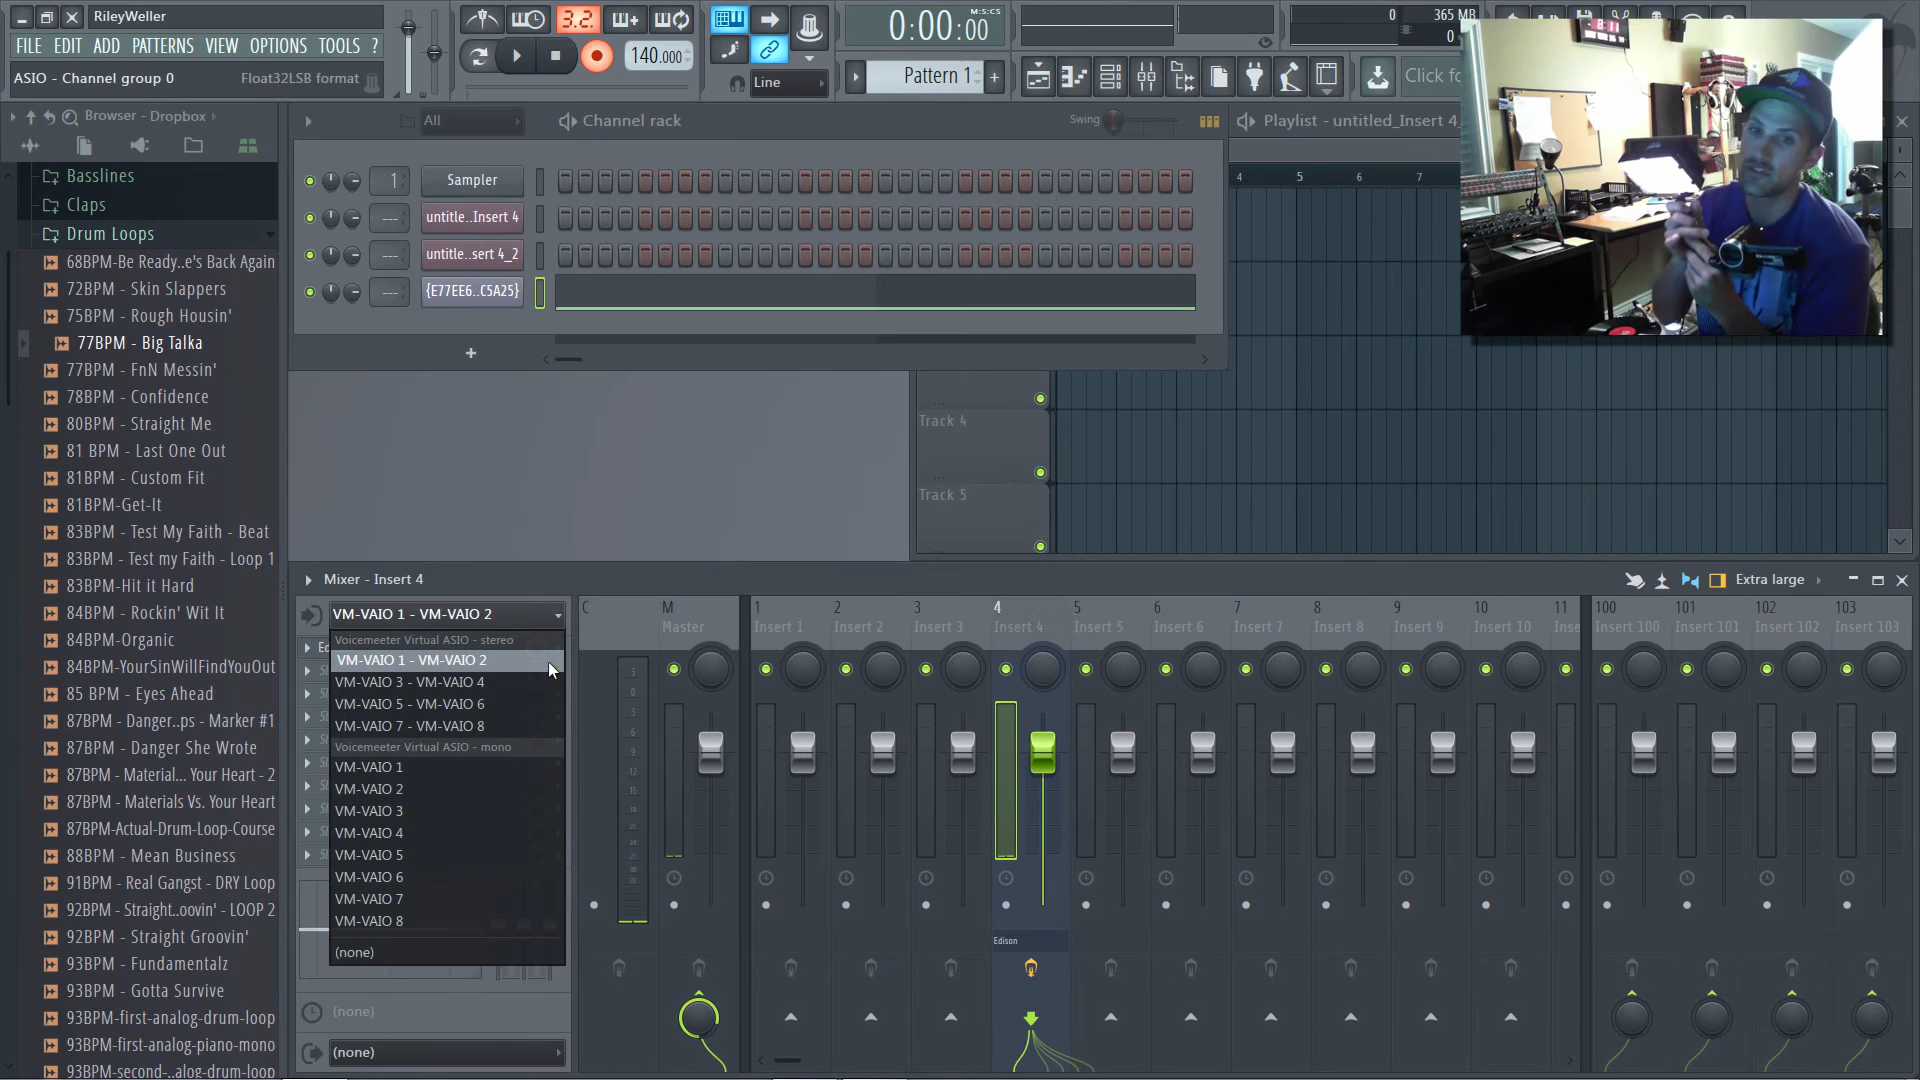 RileyWeller
FILE EDIT ADD PATTERNS VIEW OPTIONS TOOLS ?
ASIO - Channel group 0 Float32LSB format
3.2.
140.000
Line
0:00:00
M:S:CS
Pattern 1
0 365 MB
0
8:11
Browser - Dropbox
Basslines
Claps
Drum Loops
68BPM-Be Ready..e's Back Again
72BPM - Skin Slappers
75BPM - Rough Housin'
77BPM - Big Talka
77BPM - FnN Messin'
78BPM - Confidence
80BPM - Straight Me
81 BPM - Last One Out
81BPM - Custom Fit
81BPM-Get-It
83BPM - Test My Faith - Beat
83BPM - Test my Faith - Loop 1
83BPM-Hit it Hard
84BPM - Rockin' Wit It
84BPM-Organic
84BPM-YourSinWillFindYouOut
85 BPM - Eyes Ahead
87BPM - Danger...ps - Marker #1
87BPM - Danger She Wrote
87BPM - Material... Your Heart - 2
87BPM - Materials Vs. Your Heart
87BPM-Actual-Drum-Loop-Course
88BPM - Mean Business
91BPM - Real Gangst - DRY Loop
92BPM - Straight..oovin' - LOOP 2
92BPM - Straight Groovin'
93BPM - Fundamentalz
93BPM - Gotta Survive
93BPM-first-analog-drum-loop
93BPM-first-analog-piano-mono
93BPM-second-..alog-drum-loop
All
Channel rack
Swing
1 Sampler
--- untitle..Insert 4
--- untitle..sert 4_2
--- {E77EE6..C5A25}
+
Playlist - untitled_Insert 4_
4 5 6 7
Track 4
Track 5
Mixer - Insert 4
Extra large
VM-VAIO 1 - VM-VAIO 2
Voicemeeter Virtual ASIO - stereo
VM-VAIO 1 - VM-VAIO 2
VM-VAIO 3 - VM-VAIO 4
VM-VAIO 5 - VM-VAIO 6
VM-VAIO 7 - VM-VAIO 8
Voicemeeter Virtual ASIO - mono
VM-VAIO 1
VM-VAIO 2
VM-VAIO 3
VM-VAIO 4
VM-VAIO 5
VM-VAIO 6
VM-VAIO 7
VM-VAIO 8
(none)
(none)
(none)
C M 1 2 3 4 5 6 7 8 9 10 11 100 101 102 103
Master Insert 1 Insert 2 Insert 3 Insert 4 Insert 5 Insert 6 Insert 7 Insert 8 Insert 9 Insert 10 Inse Insert 100 Insert 101 Insert 102 Insert 103
3
0
3
6
9
12
15
Edison